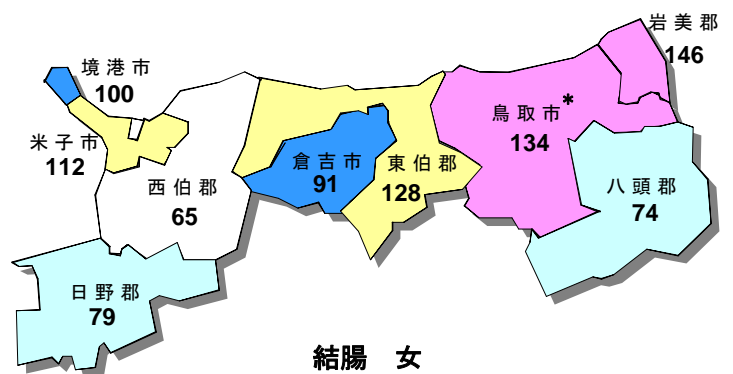 岩美郡
146
境港市
100
鳥取市*
134
米子市
112
倉吉市
91
東伯郡
128
西伯郡
65
八頭郡
74
日野郡
79
結腸　女